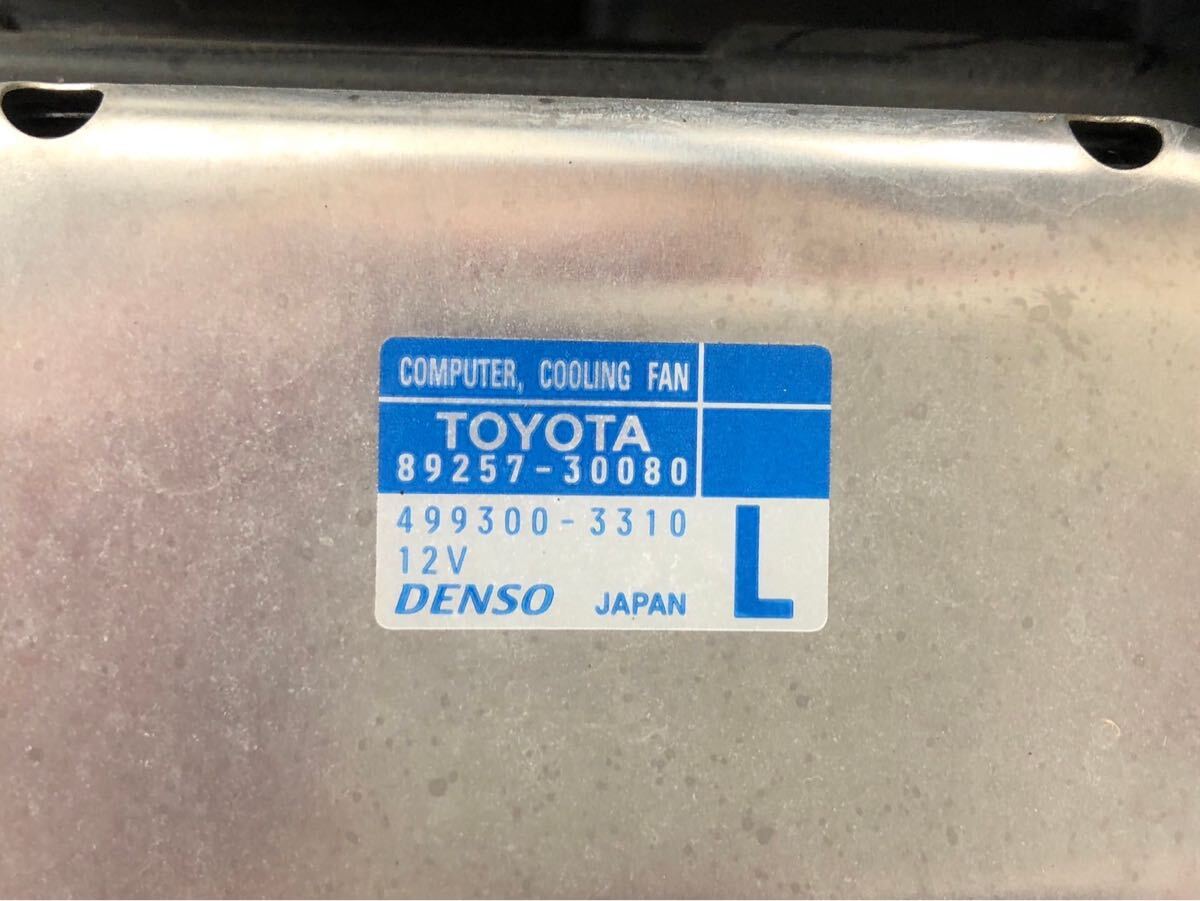 COMPUTER, COOLING FAN
TOYOTA
89257-30080
499300-3310
12V
DENSO JAPAN
L